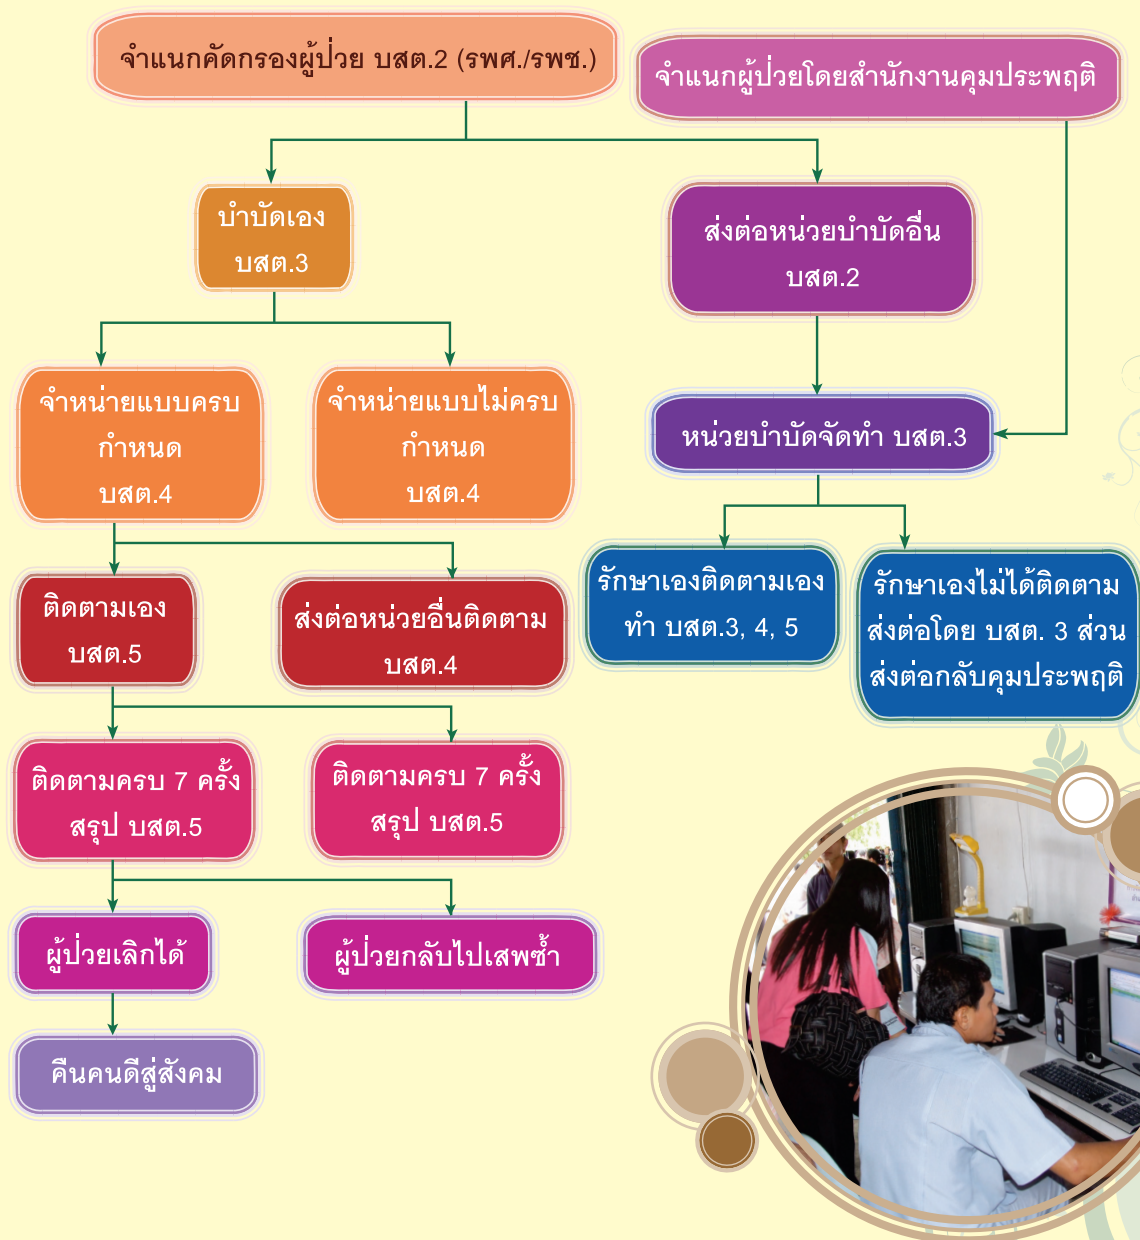 จำแนกคัดกรองผู้ป่วย บสต.2 (รพศ./รพช.)
จำแนกผู้ป่วยโดยสำนักงานคุมประพฤติ
บำบัดเอง
บสต.3
ส่งต่อหน่วยบำบัดอื่น
บสต.2
จำหน่ายแบบครบ
กำหนด
บสต.4
จำหน่ายแบบไม่ครบ
กำหนด
บสต.4
หน่วยบำบัดจัดทำ บสต.3
ติดตามเอง
บสต.5
ส่งต่อหน่วยอื่นติดตาม
บสต.4
รักษาเองติดตามเอง
ทำ บสต.3, 4, 5
รักษาเองไม่ได้ติดตาม
ส่งต่อโดย บสต. 3 ส่วน
ส่งต่อกลับคุมประพฤติ
ติดตามครบ 7 ครั้ง
สรุป บสต.5
ติดตามครบ 7 ครั้ง
สรุป บสต.5
ผู้ป่วยเลิกได้
ผู้ป่วยกลับไปเสพซ้ำ
คืนคนดีสู่สังคม